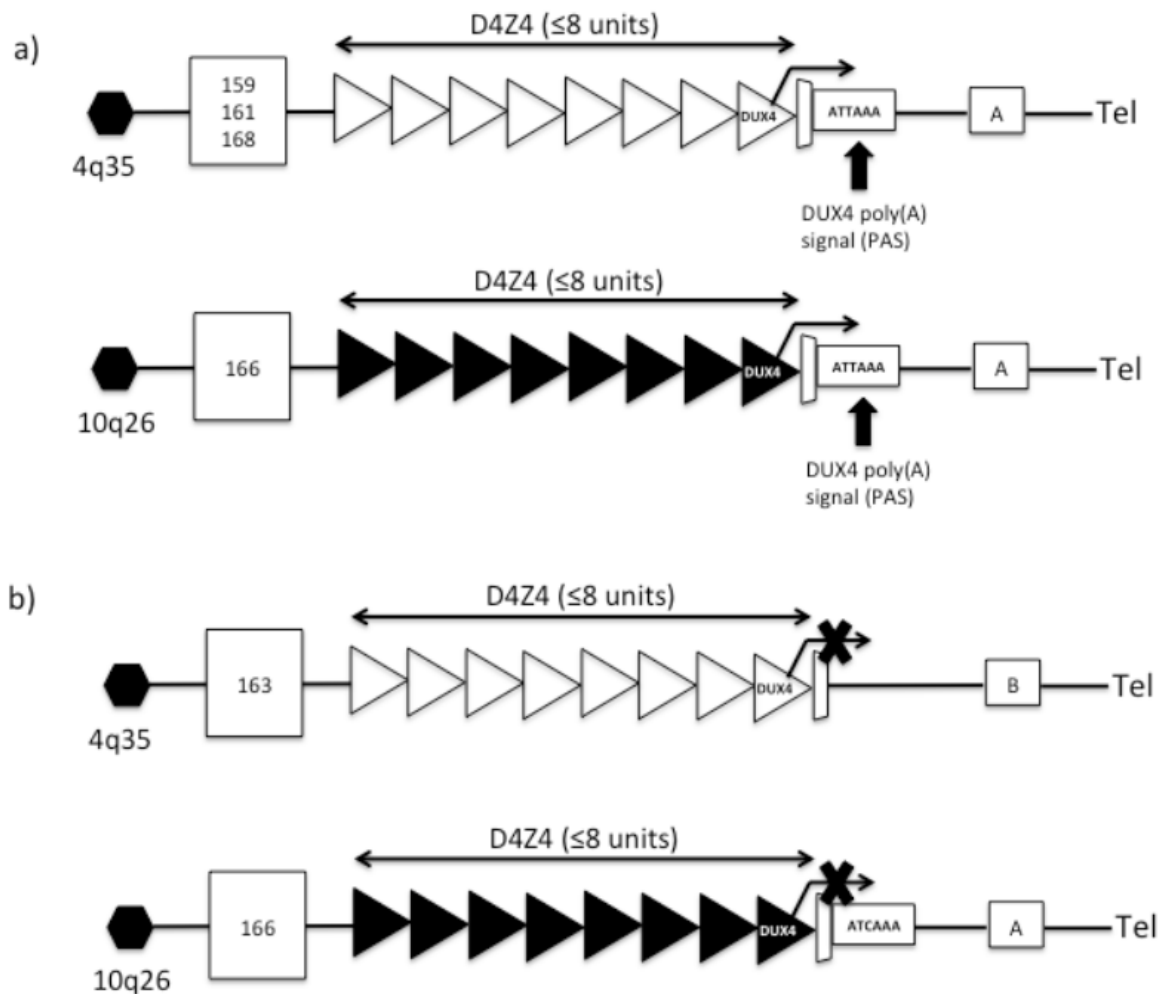 a)
D4Z4 (≤8 units)
159
161
168
DUX4
ATTAAA
A
Tel
4q35
DUX4 poly(A)
signal (PAS)
D4Z4 (≤8 units)
166
DUX4
ATTAAA
A
Tel
10q26
DUX4 poly(A)
signal (PAS)
b)
D4Z4 (≤8 units)
163
DUX4
B
Tel
4q35
D4Z4 (≤8 units)
166
DUX4
ATCAAA
A
Tel
10q26